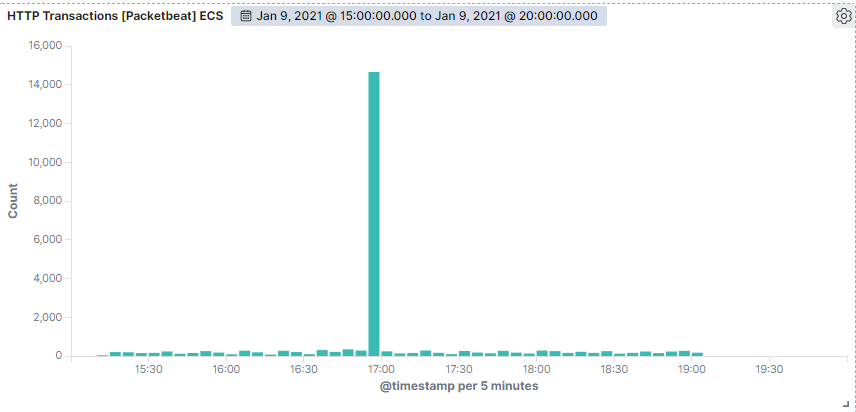 HTTP Transactions [Packetbeat] ECS Jan 9, 2021 @ 15:00:00.000 to Jan 9, 2021 @ 20:00:00.000
16,000
14,000
12,000
10,000
8,000
6,000
4,000
2,000
0
Count
15:30 16:00 16:30 17:00 17:30 18:00 18:30 19:00 19:30
@timestamp per 5 minutes